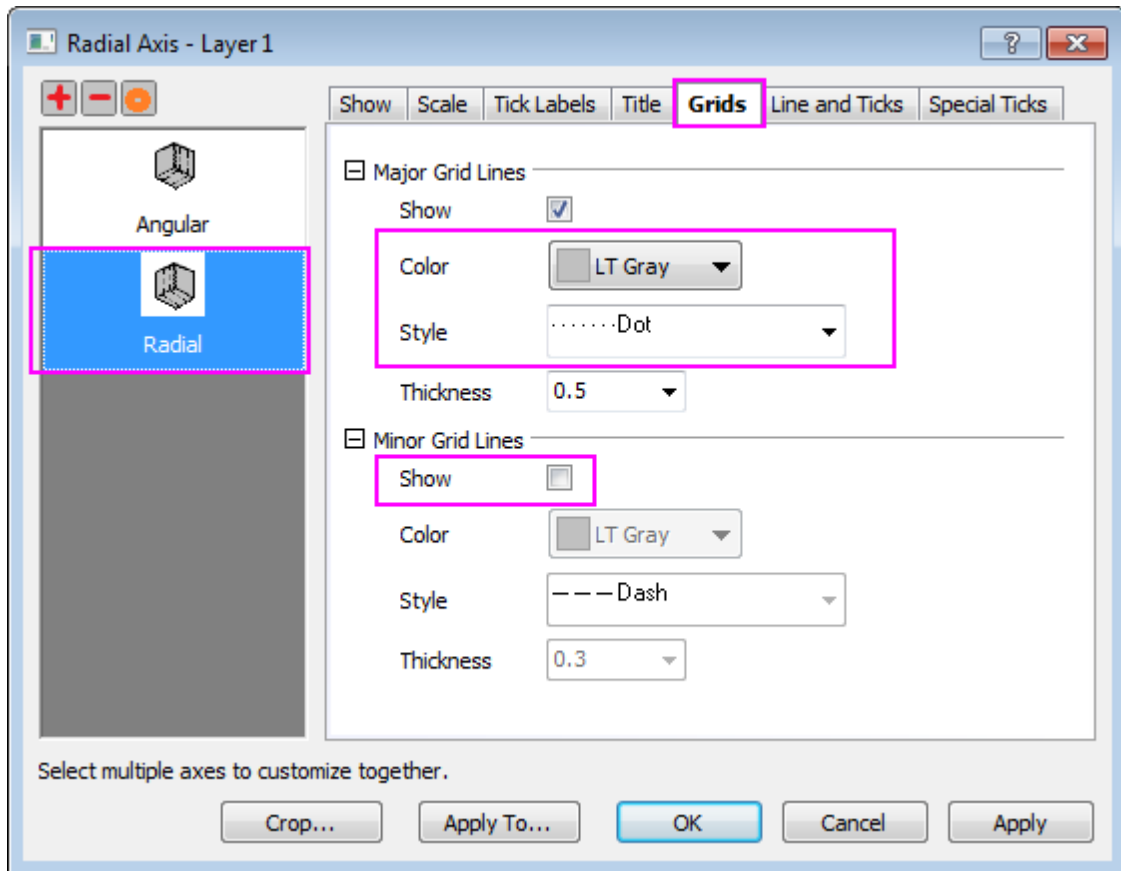 Radial Axis - Layer 1
Show Scale Tick Labels Title Grids Line and Ticks Special Ticks
Angular
Radial
Major Grid Lines
Show
Color LT Gray
Style Dot
Thickness 0.5
Minor Grid Lines
Show
Color LT Gray
Style Dash
Thickness 0.3
Select multiple axes to customize together.
Crop... Apply To... OK Cancel Apply